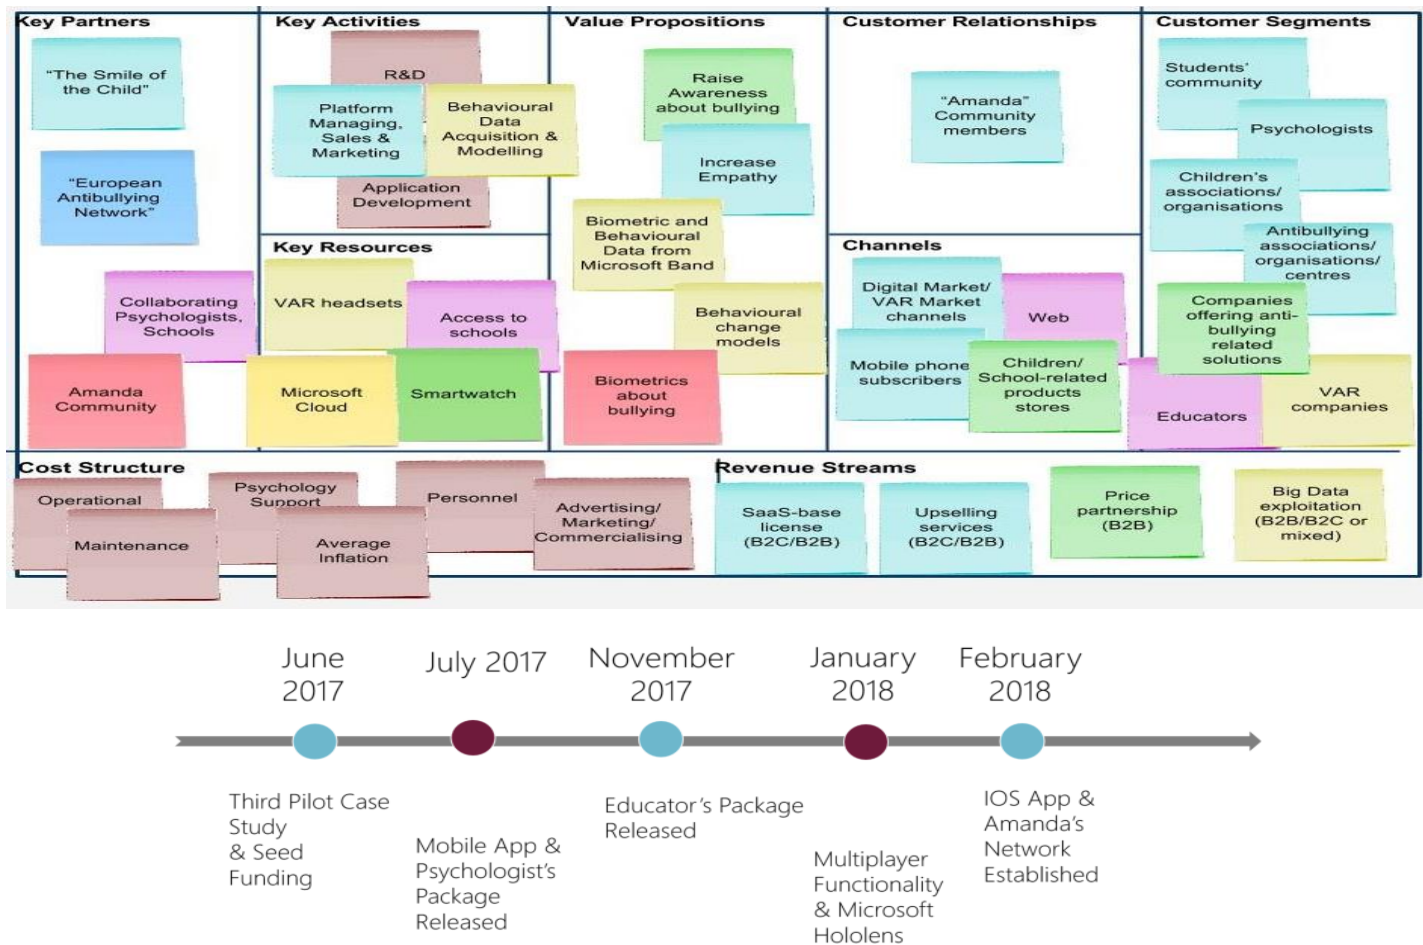 Key Partners
"The Smile of
the Child"
"European
Antibullying
Network"
Collaborating
Psychologists,
Schools
Amanda
Community
Key Activities
R&D
Platform
Managing,
Sales &
Marketing
Behavioural
Data
Acquisition &
Modelling
Application
Development
Key Resources
VAR headsets
Access to
schools
Microsoft
Cloud
Smartwatch
Value Propositions
Raise
Awareness
about bullying
Increase
Empathy
Biometric and
Behavioural
Data from
Microsoft Band
Behavioural
change
models
Biometrics
about
bullying
Customer Relationships
"Amanda"
Community
members
Channels
Digital Market/
VAR Market
channels
Web
Mobile phone
subscribers
Children/
School-related
products
stores
Customer Segments
Students'
community
Psychologists
Children's
associations/
organisations
Antibullying
associations/
organisations/
centres
Companies
offering anti-
bullying
related
solutions
Educators
VAR
companies
Cost Structure
Operational
Maintenance
Psychology
Support
Average
Inflation
Personnel
Advertising/
Marketing/
Commercialising
Revenue Streams
SaaS-base
license
(B2C/B2B)
Upselling
services
(B2C/B2B)
Price
partnership
(B2B)
Big Data
exploitation
(B2B/B2C or
mixed)
June
2017
July 2017
November
2017
January
2018
February
2018
Third Pilot Case
Study
& Seed
Funding
Mobile App &
Psychologist's
Package
Released
Educator's Package
Released
Multiplayer
Functionality
& Microsoft
Hololens
IOS App &
Amanda's
Network
Established